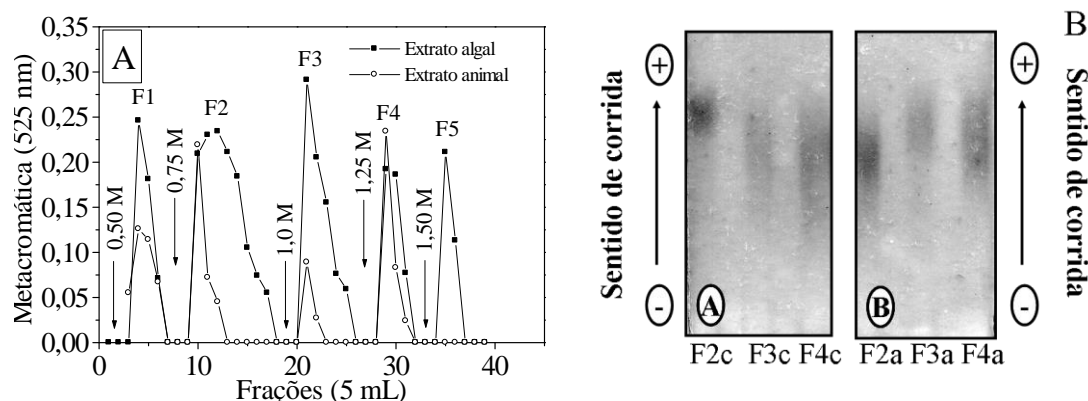 A
Metacromática (525 nm)
0,35
0,30
0,25
0,20
0,15
0,10
0,05
0,00
Extrato algal
Extrato animal
F1
F2
F3
F4
F5
0,50 M
0,75 M
1,0 M
1,25 M
1,50 M
0
10
20
30
40
Frações (5 mL)
B
Sentido de corrida
+
-
A
F2c F3c F4c
B
F2a F3a F4a
+
-
Sentido de corrida